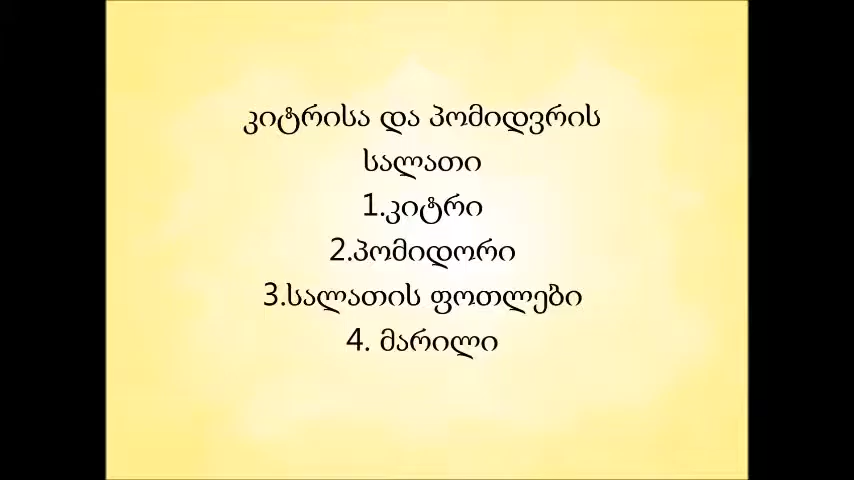 კიტრისა და პომიდვრის
სალათი
1.კიტრი
2.პომიდორი
3.სალათის ფოთლები
4. მარილი